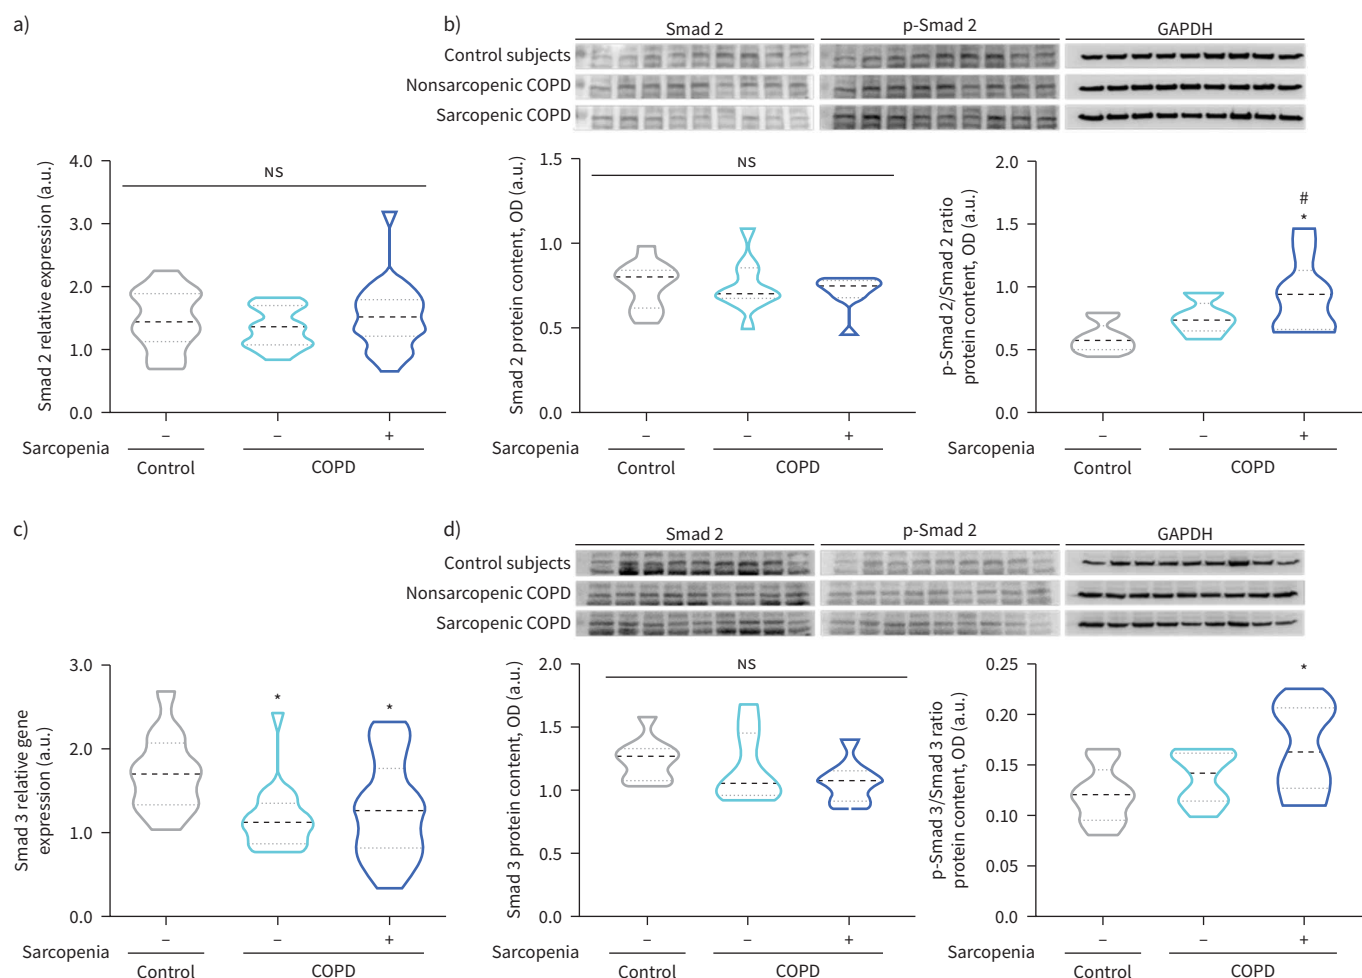 a)
Smad 2 relative expression (a.u.)
4.0
3.0
2.0
1.0
0.0
NS
Sarcopenia
– – +
Control COPD
b)
Smad 2 p-Smad 2 GAPDH
Control subjects
Nonsarcopenic COPD
Sarcopenic COPD
Smad 2 protein content, OD (a.u.)
1.5
1.0
0.5
0.0
NS
Sarcopenia
– – +
Control COPD
p-Smad 2/Smad 2 ratio
protein content, OD (a.u.)
2.0
1.5
1.0
0.5
0.0
#
*
– – +
Sarcopenia
Control COPD
c)
Smad 3 relative gene
expression (a.u.)
3.0
2.0
1.0
0.0
* *
Sarcopenia
– – +
Control COPD
d)
Smad 2 p-Smad 2 GAPDH
Control subjects
Nonsarcopenic COPD
Sarcopenic COPD
Smad 3 protein content, OD (a.u.)
2.0
1.5
1.0
0.5
0.0
NS
Sarcopenia
– – +
Control COPD
p-Smad 3/Smad 3 ratio
protein content, OD (a.u.)
0.25
0.20
0.15
0.10
0.05
0.00
*
– – +
Sarcopenia
Control COPD